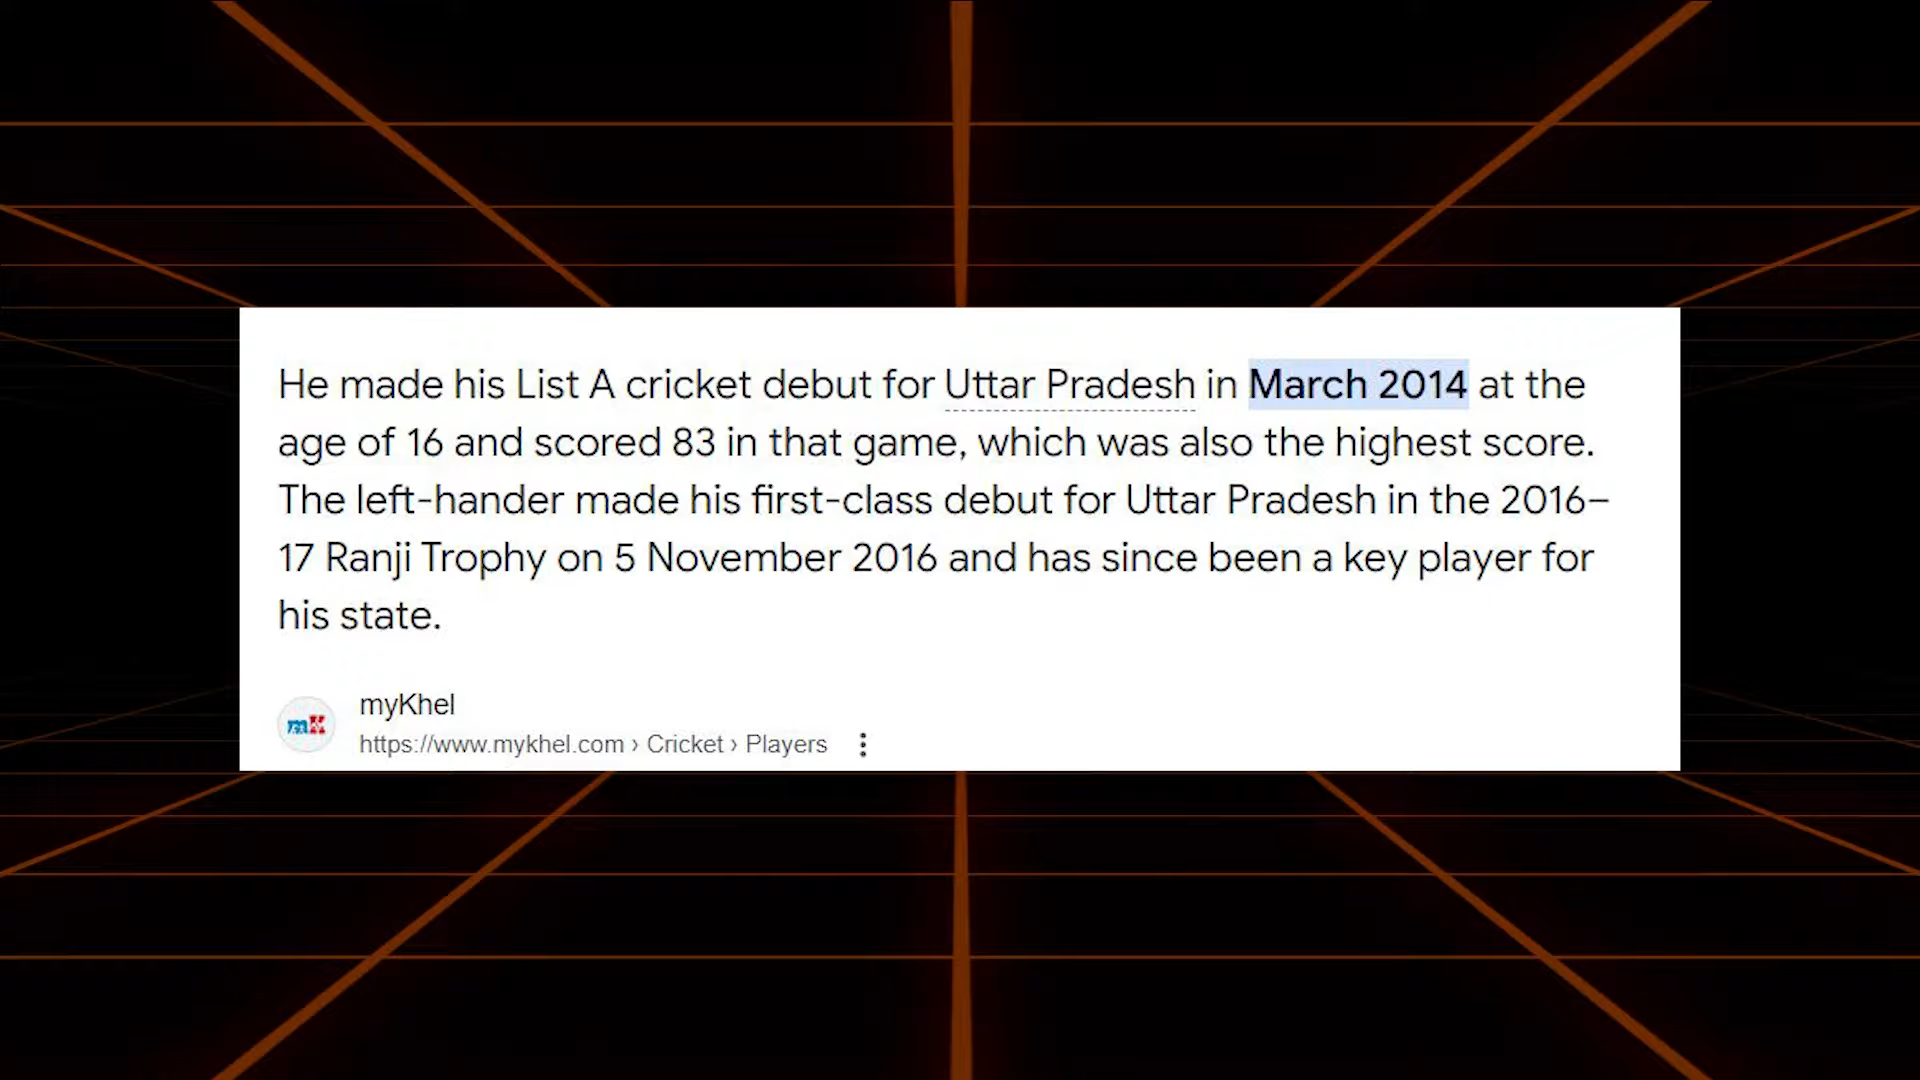 He made his List A cricket debut for Uttar Pradesh in March 2014 at the
age of 16 and scored 83 in that game, which was also the highest score.
The left-hander made his first-class debut for Uttar Pradesh in the 2016–
17 Ranji Trophy on 5 November 2016 and has since been a key player for
his state.
mK
myKhel
https://www.mykhel.com › Cricket › Players